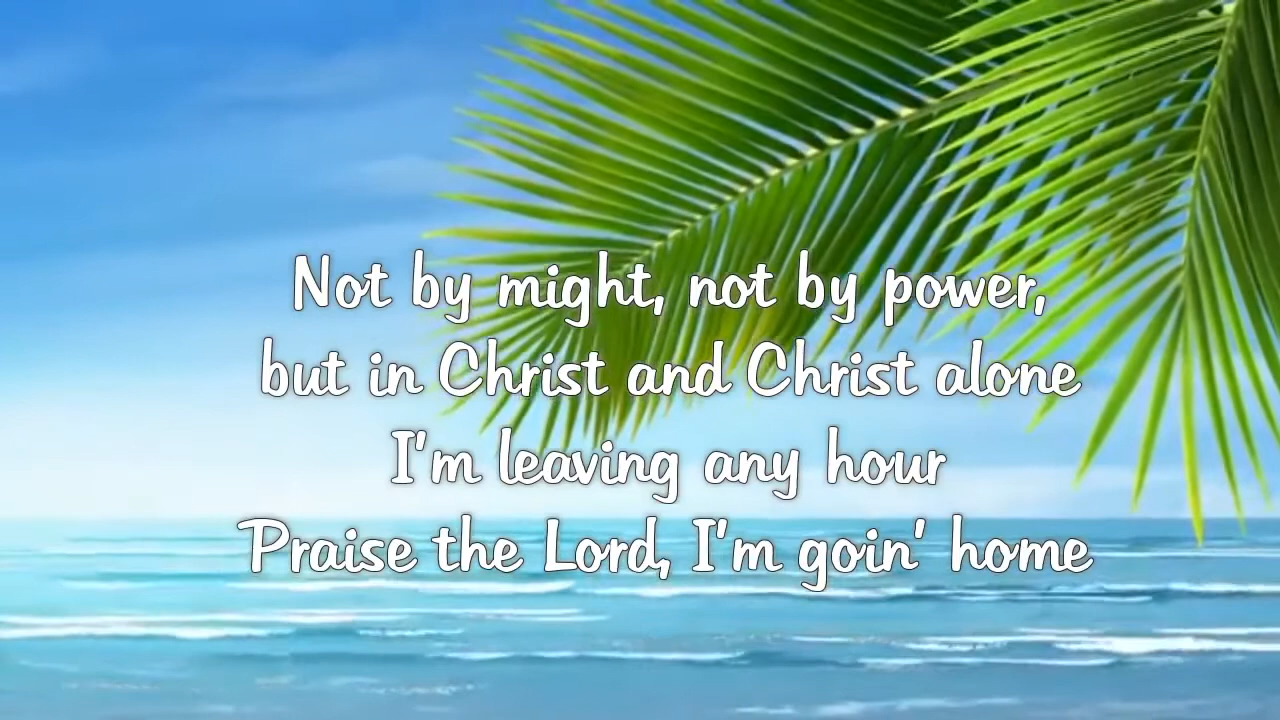 Not by might, not by power,
but in Christ and Christ alone
I'm leaving any hour
Praise the Lord, I'm goin' home